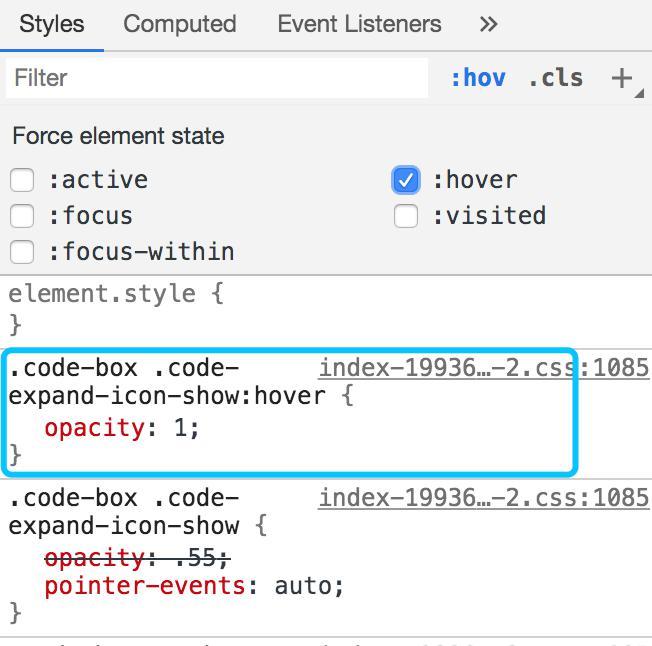 Styles Computed Event Listeners »
Filter :hov .cls +
Force element state
:active :hover
:focus :visited
:focus-within
element.style {
}
.code-box .code- index-19936…-2.css:1085
expand-icon-show:hover {
opacity: 1;
}
.code-box .code- index-19936…-2.css:1085
expand-icon-show {
opacity: .55;
pointer-events: auto;
}